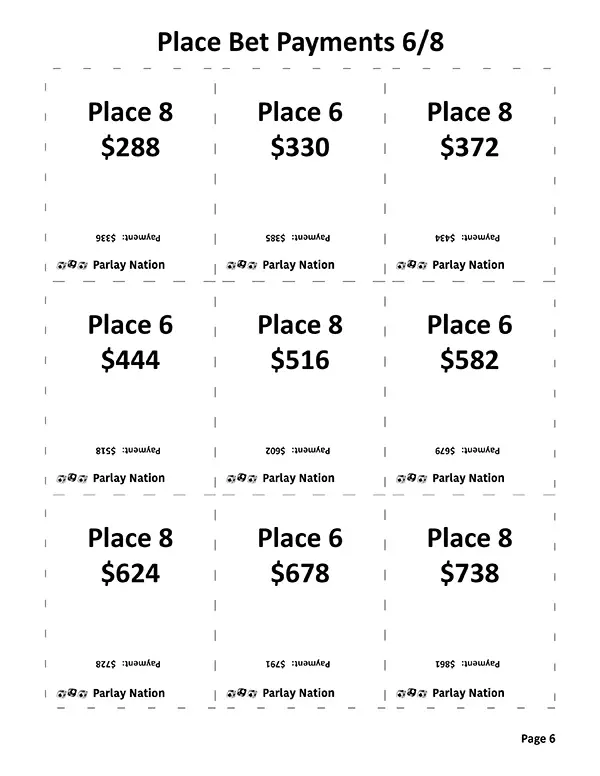 Place Bet Payments 6/8
Place 8
$288
Payment: $336
Parlay Nation
Place 6
$330
Payment: $385
Parlay Nation
Place 8
$372
Payment: $434
Parlay Nation
Place 6
$444
Payment: $518
Parlay Nation
Place 8
$516
Payment: $602
Parlay Nation
Place 6
$582
Payment: $679
Parlay Nation
Place 8
$624
Payment: $728
Parlay Nation
Place 6
$678
Payment: $791
Parlay Nation
Place 8
$738
Payment: $861
Parlay Nation
Page 6